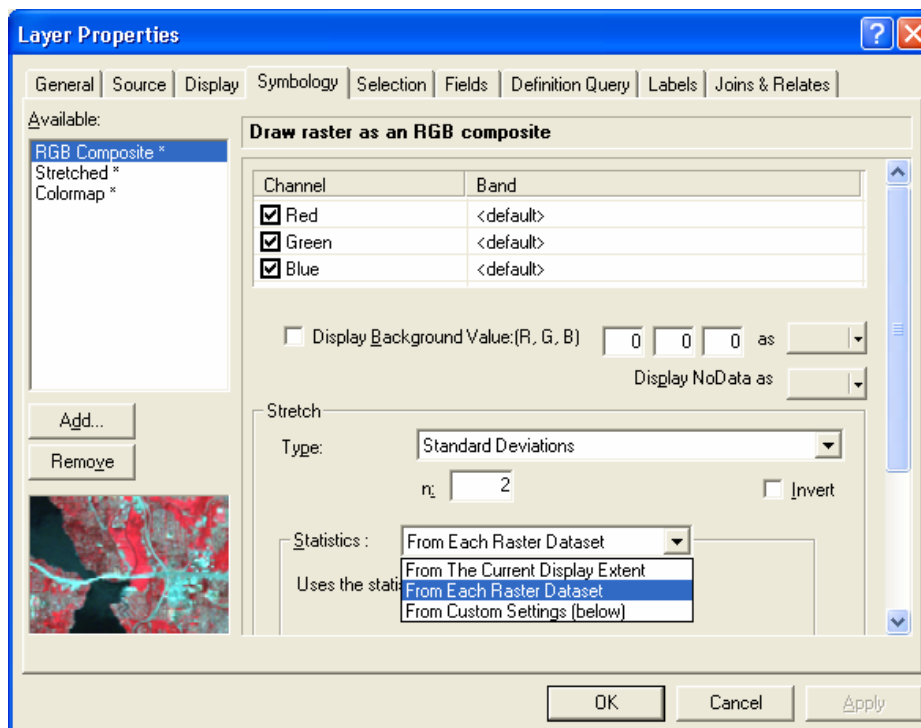 Layer Properties
General Source Display Symbology Selection Fields Definition Query Labels Joins & Relates
Available:
RGB Composite *
Stretched *
Colormap *
Add...
Remove
Draw raster as an RGB composite
Channel Band
Red <default>
Green <default>
Blue <default>
Display Background Value:(R, G, B) 0 0 0 as
Display NoData as
Stretch
Type: Standard Deviations
n: 2 Invert
Statistics : From Each Raster Dataset
From The Current Display Extent
Uses the From Each Raster Dataset
From Custom Settings (below)
OK Cancel Apply